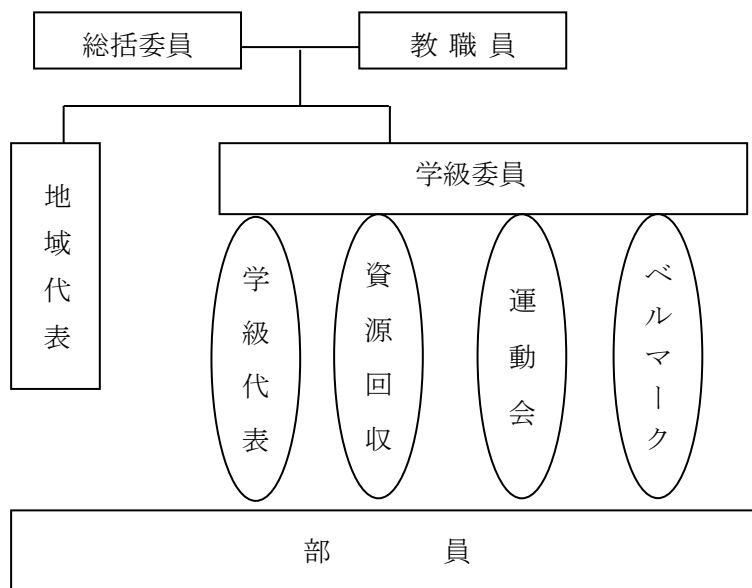 総括委員
教職員
地域代表
学級委員
学級代表
資源回収
運動会
ベルマーク
部員